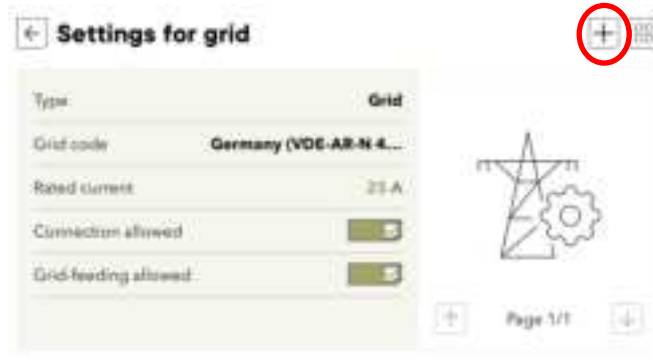 Settings for grid
Type Grid
Grid code Germany (VDE-AR-N 4...
Rated current 25 A
Connection allowed
Grid-feeding allowed
Page 1/1